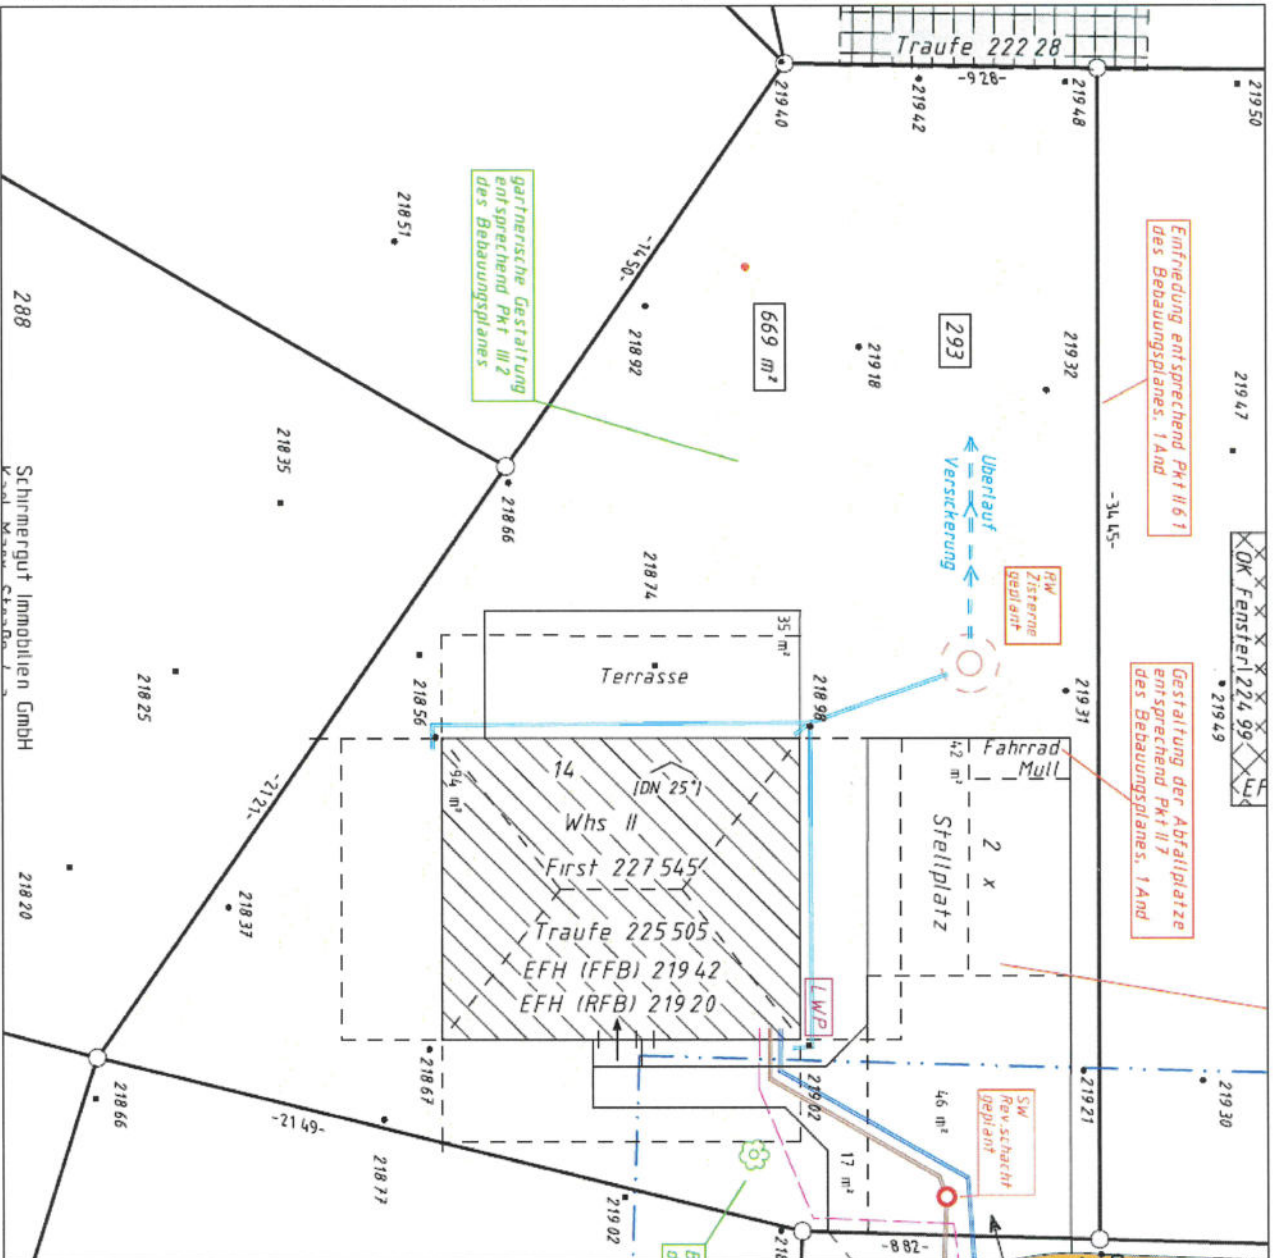 Traufe 222 28
-9 28-
219 50
219 48
219 42
219 40
Einfriedung entsprechend Pkt II 6 1
des Bebauungsplanes, 1 And
gartnerische Gestaltung
entsprechend Pkt III 2
des Bebauungsplanes
218 51
-14 50-
218 92
669 m²
219 18
293
219 32
219 47
-34 45-
288
218 35
218 66
Uberlauf
Versickerung
RW
Zisterne
geplant
OK Fenster 224 99
EF
Schirmergut Immobilien GmbH
218 74
35 m²
Terrasse
218 98
219 31
219 49
Gestaltung der Abfallplatze
entsprechend Pkt II 7
des Bebauungsplanes, 1 And
218 25
218 56
-21 21-
94 m²
14
(DN 25°)
Whs II
First 227 545
Traufe 225 505
EFH (FFB) 219 42
EFH (RFB) 219 20
42 m²
Fahrrad
Mull
2 x
Stellplatz
LWP
218 20
218 37
218 66
218 67
-21 49-
218 77
219 02
46 m²
17 m²
SW
Rev.schacht
geplant
219 21
219 30
219 02
-8 82-